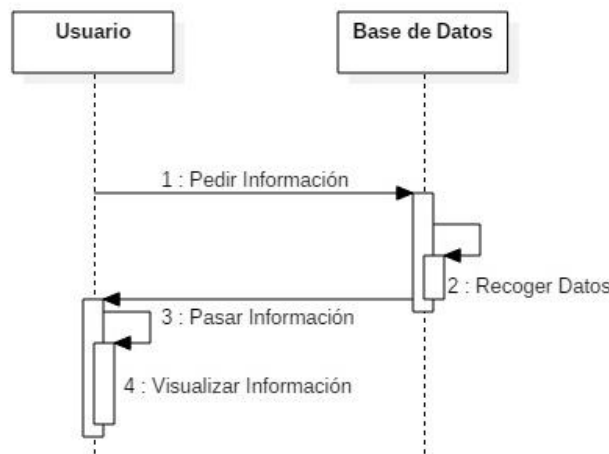 Usuario
Base de Datos
1 : Pedir Información
2 : Recoger Datos
3 : Pasar Información
4 : Visualizar Información